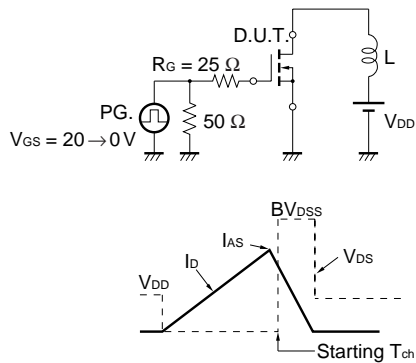 D.U.T.
RG = 25 Ω
L
PG.
50 Ω
VDD
VGS = 20 → 0 V
BVDSS
IAS
ID
VDS
VDD
Starting Tch